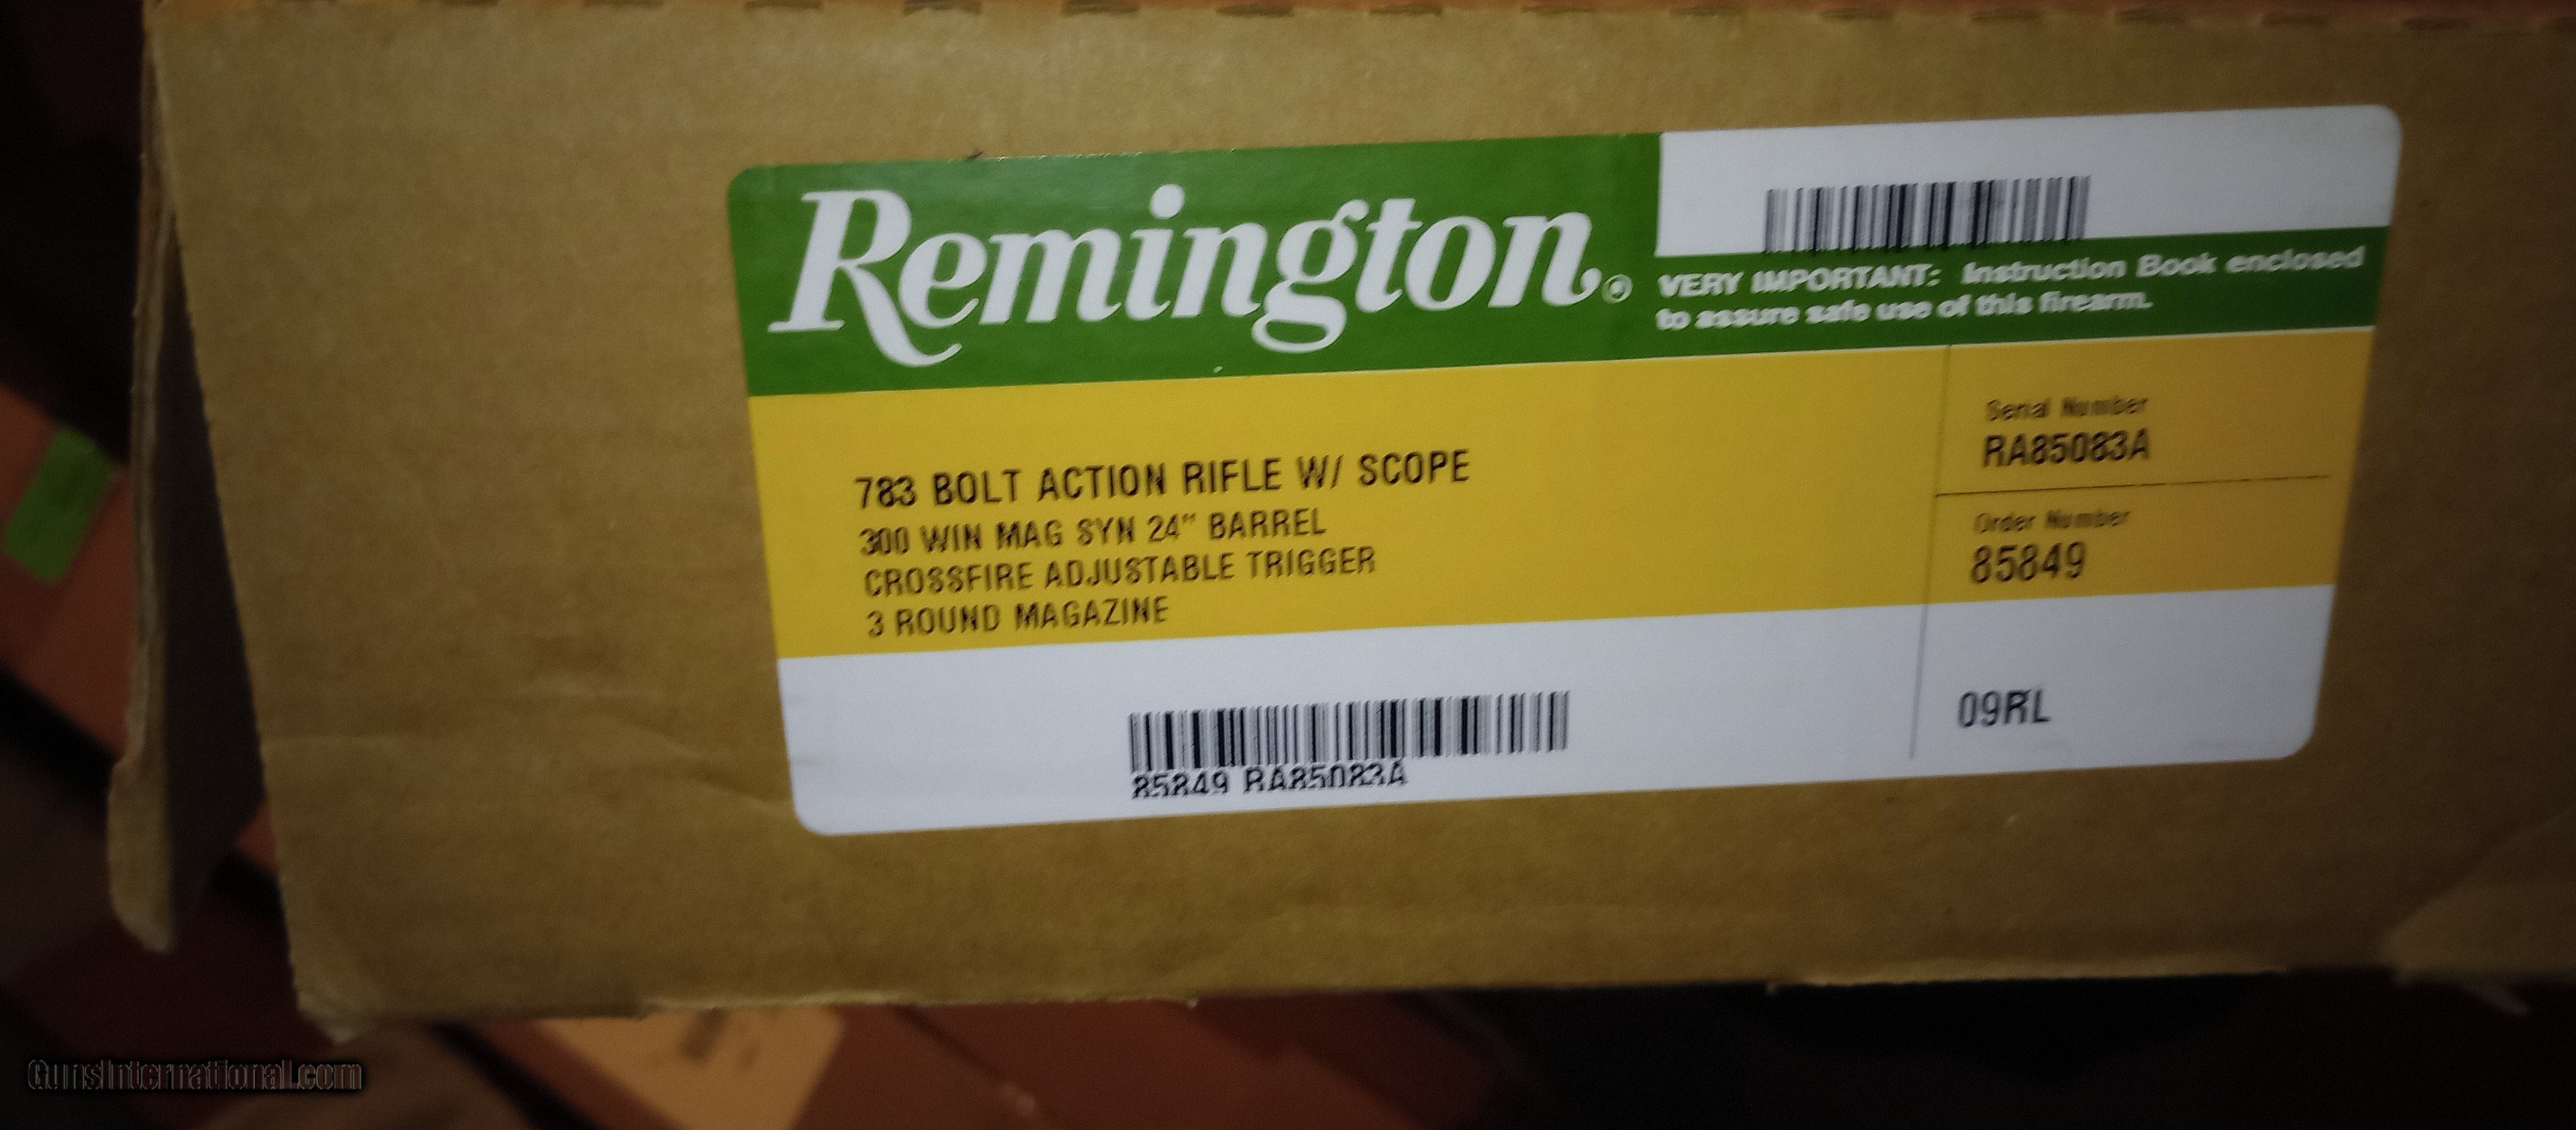 Remington®
VERY IMPORTANT: Instruction Book enclosed
to assure safe use of this firearm.
783 BOLT ACTION RIFLE W/ SCOPE
300 WIN MAG SYN 24" BARREL
CROSSFIRE ADJUSTABLE TRIGGER
3 ROUND MAGAZINE
Serial Number
RA85083A
Order Number
85849
85849 RA85083A
09RL
GunsInternational.com